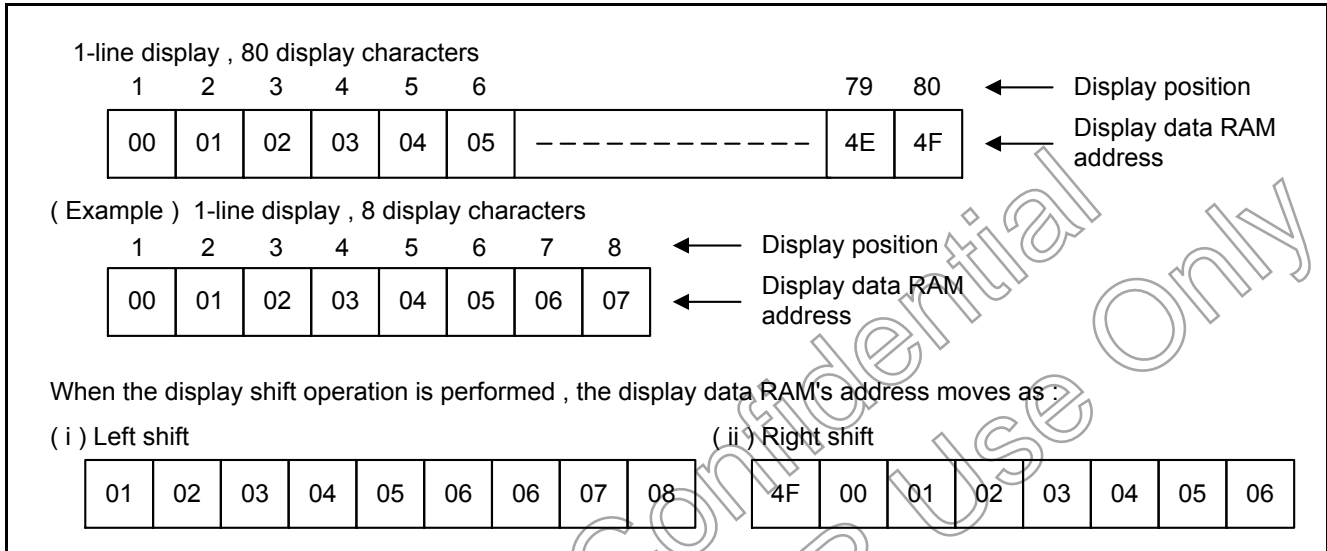 1-line display , 80 display characters
1 2 3 4 5 6 79 80 Display position
00 01 02 03 04 05 4E 4F Display data RAM
address
( Example ) 1-line display , 8 display characters
1 2 3 4 5 6 7 8 Display position
00 01 02 03 04 05 06 07 Display data RAM
address
When the display shift operation is performed , the display data RAM's address moves as :
( i ) Left shift ( ii ) Right shift
01 02 03 04 05 06 06 07 08 4F 00 01 02 03 04 05 06
Confidential
Use Only